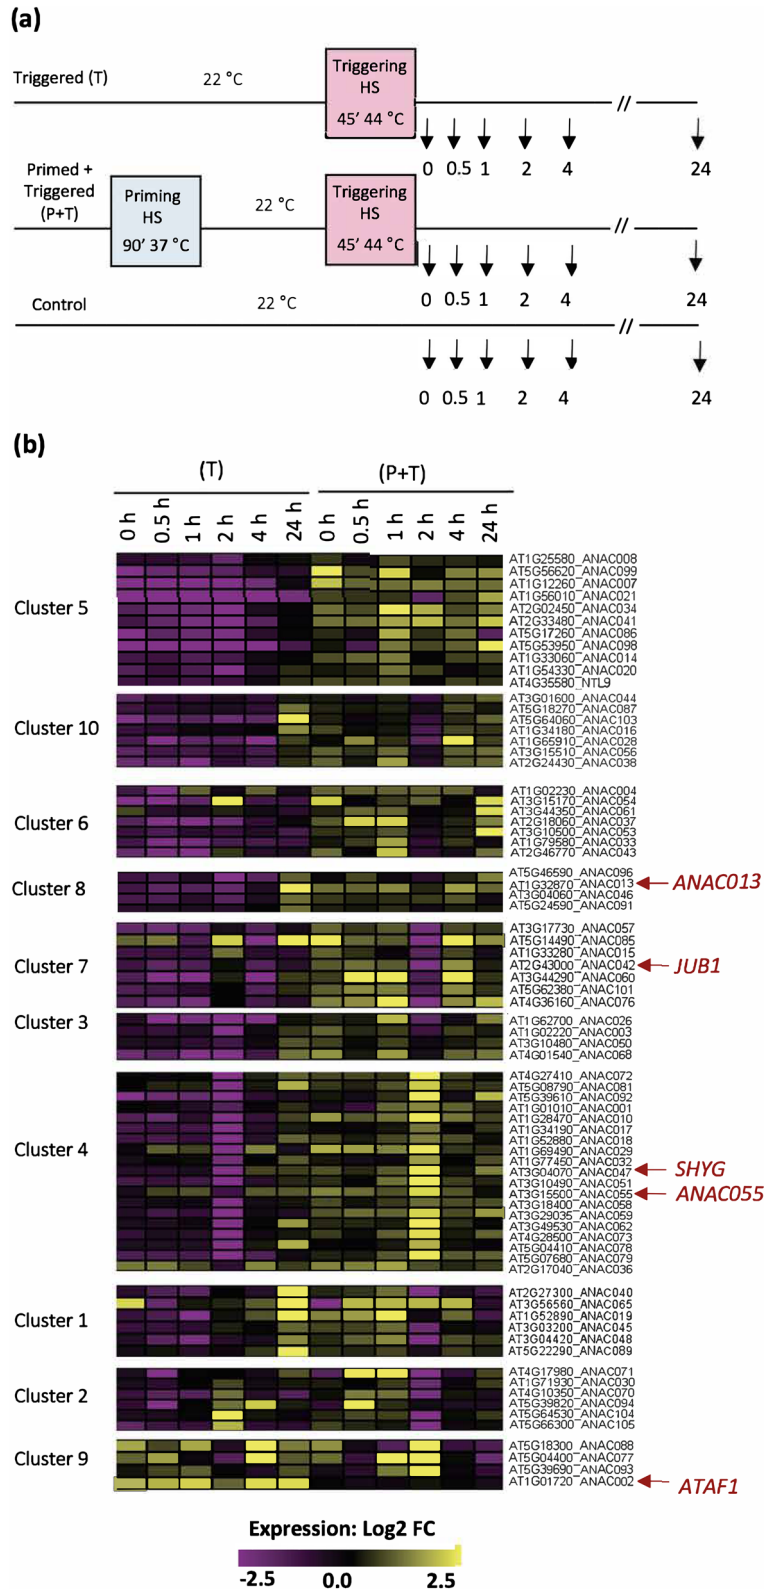 (a)
Triggered (T)
22 °C
Triggering
HS
45’ 44 °C
0 0.5 1 2 4 24
Primed +
Triggered
(P+T)
Priming
HS
90’ 37 °C
22 °C
Triggering
HS
45’ 44 °C
0 0.5 1 2 4 24
Control
22 °C
0 0.5 1 2 4 24
(b)
(T) (P+T)
0 h 0.5 h 1 h 2 h 4 h 24 h 0 h 0.5 h 1 h 2 h 4 h 24 h
Cluster 5
AT1G25580_ANAC008
AT5G56620_ANAC099
AT1G12260_ANAC007
AT1G56010_ANAC021
AT2G02450_ANAC034
AT2G33480_ANAC041
AT5G17260_ANAC086
AT5G53950_ANAC098
AT1G33060_ANAC014
AT1G54330_ANAC020
AT4G35580_NTL9
Cluster 10
AT3G01600_ANAC044
AT5G18270_ANAC087
AT5G64060_ANAC103
AT1G34180_ANAC016
AT1G65910_ANAC028
AT3G15510_ANAC056
AT2G24430_ANAC038
Cluster 6
AT1G02230_ANAC004
AT3G15170_ANAC054
AT3G44350_ANAC061
AT2G18060_ANAC037
AT3G10500_ANAC053
AT1G79580_ANAC033
AT2G46770_ANAC043
Cluster 8
AT5G46590_ANAC096
AT1G32870_ANAC013
AT3G04060_ANAC046
AT5G24590_ANAC091
ANAC013
Cluster 7
AT3G17730_ANAC057
AT5G14490_ANAC085
AT1G33280_ANAC015
AT2G43000_ANAC042
AT3G44290_ANAC060
AT5G62380_ANAC101
AT4G36160_ANAC076
JUB1
Cluster 3
AT1G62700_ANAC026
AT1G02220_ANAC003
AT3G10480_ANAC050
AT4G01540_ANAC068
Cluster 4
AT4G27410_ANAC072
AT5G08790_ANAC081
AT5G39610_ANAC092
AT1G01010_ANAC001
AT1G28470_ANAC010
AT1G34190_ANAC017
AT1G52880_ANAC018
AT1G69490_ANAC029
AT1G77450_ANAC032
AT3G04070_ANAC047
AT3G10490_ANAC051
AT3G15500_ANAC055
AT3G18400_ANAC058
AT3G29035_ANAC059
AT3G49530_ANAC062
AT4G28500_ANAC073
AT5G04410_ANAC078
AT5G07680_ANAC079
AT2G17040_ANAC036
SHYG
ANAC055
Cluster 1
AT2G27300_ANAC040
AT3G56560_ANAC065
AT1G52890_ANAC019
AT3G03200_ANAC045
AT3G04420_ANAC048
AT5G22290_ANAC089
Cluster 2
AT4G17980_ANAC071
AT1G71930_ANAC030
AT4G10350_ANAC070
AT5G39820_ANAC094
AT5G64530_ANAC104
AT5G66300_ANAC105
Cluster 9
AT5G18300_ANAC088
AT5G04400_ANAC077
AT5G39690_ANAC093
AT1G01720_ANAC002
ATAF1
Expression: Log2 FC
-2.5 0.0 2.5